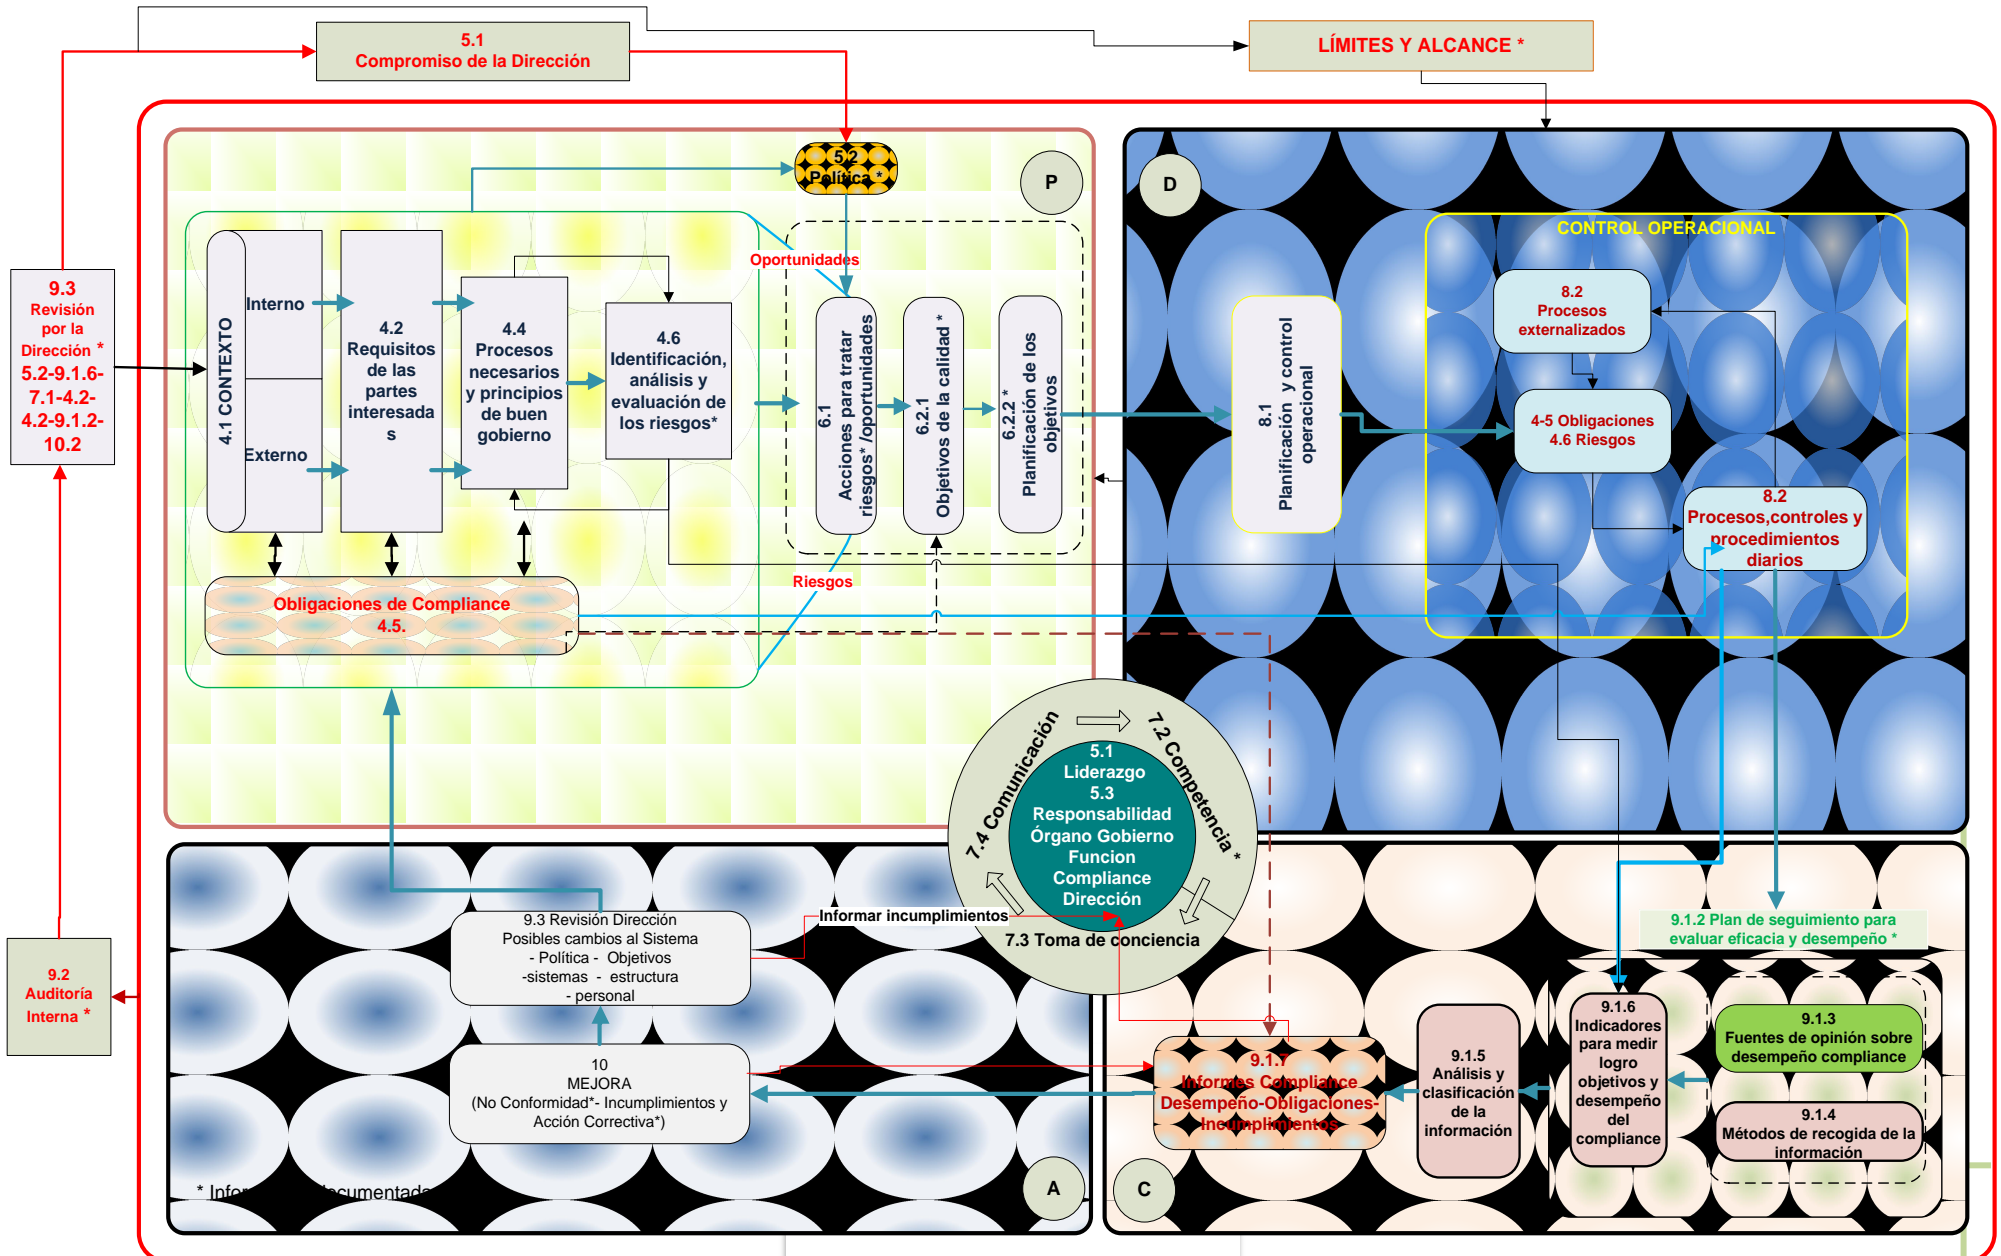 5.1
Compromiso de la Dirección
LÍMITES Y ALCANCE *
9.3
Revisión
por la
Dirección *
5.2-9.1.6-
7.1-4.2-
4.2-9.1.2-
10.2
9.2
Auditoría
Interna *
5.2
Política *
P
4.1 CONTEXTO
Interno
Externo
4.2
Requisitos
de las
partes
interesada
s
4.4
Procesos
necesarios
y principios
de buen
gobierno
4.6
Identificación,
análisis y
evaluación de
los riesgos*
Oportunidades
Riesgos
6.1
Acciones para tratar
riesgos* /oportunidades
6.2.1
Objetivos de la calidad *
6.2.2 *
Planificación de los
objetivos
Obligaciones de Compliance
4.5.
D
8.1
Planificación y control
operacional
CONTROL OPERACIONAL
8.2
Procesos
externalizados
4-5 Obligaciones
4.6 Riesgos
8.2
Procesos,controles y
procedimientos
diarios
7.4 Comunicación
7.2 Competencia *
7.3 Toma de conciencia
5.1
Liderazgo
5.3
Responsabilidad
Órgano Gobierno
Funcion
Compliance
Dirección
Informar incumplimientos
9.3 Revisión Dirección
Posibles cambios al Sistema
- Política - Objetivos
-sistemas - estructura
- personal
10
MEJORA
(No Conformidad*- Incumplimientos y
Acción Correctiva*)
A
C
9.1.7
Informes Compliance
Desempeño-Obligaciones-
Incumplimientos
9.1.5
Análisis y
clasificación
de la
información
9.1.6
Indicadores
para medir
logro
objetivos y
desempeño
del
compliance
9.1.2 Plan de seguimiento para
evaluar eficacia y desempeño *
9.1.3
Fuentes de opinión sobre
desempeño compliance
9.1.4
Métodos de recogida de la
información